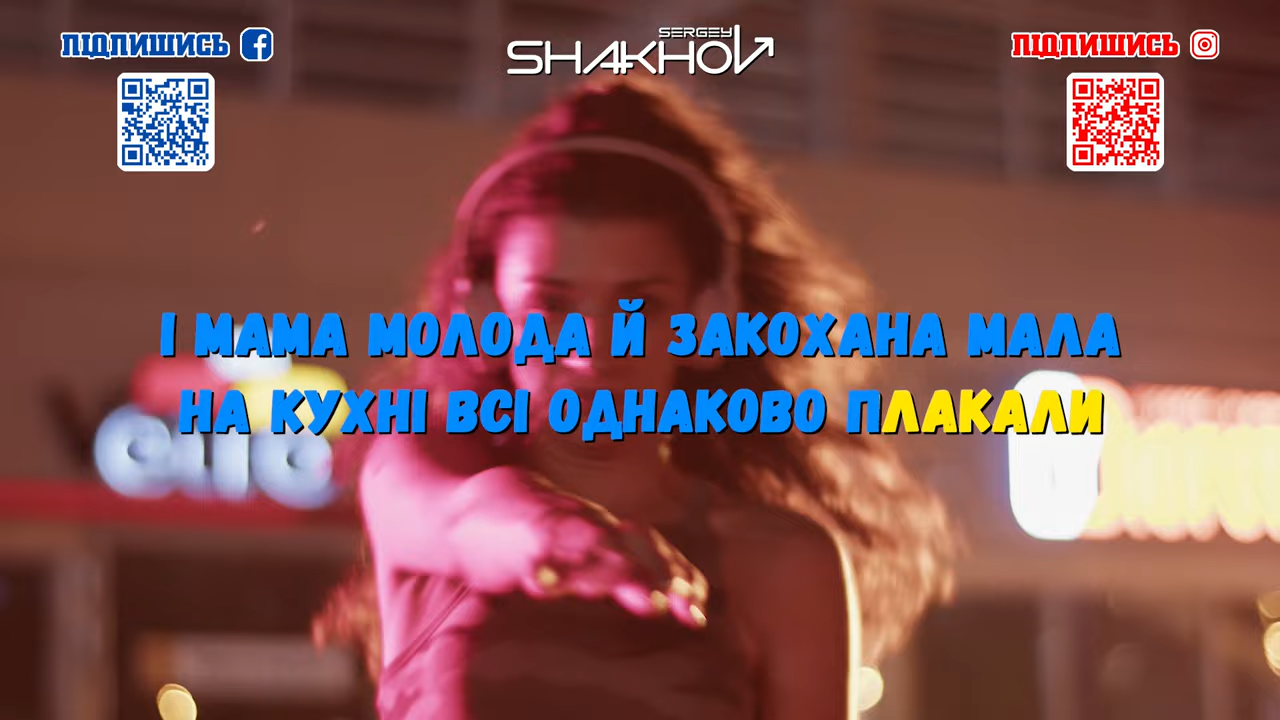 ПІДПИШИСЬ
SERGEY
SHAKHOV
ПІДПИШИСЬ
І МАМА МОЛОДА Й ЗАКОХАНА МАЛА
НА КУХНІ ВСІ ОДНАКОВО ПЛАКАЛИ